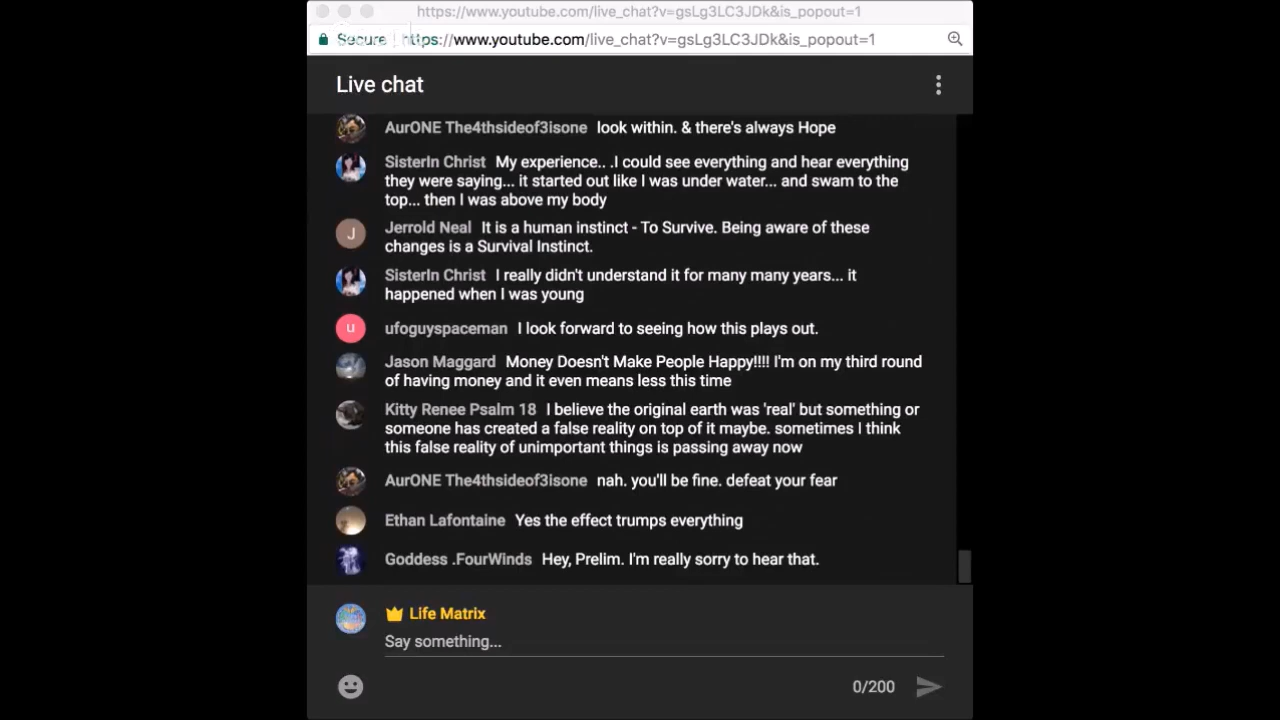 https://www.youtube.com/live_chat?v=gsLg3LC3JDk&is_popout=1
Secure https://www.youtube.com/live_chat?v=gsLg3LC3JDk&is_popout=1
Live chat
AurONE The4thsideof3isone look within. & there's always Hope
SisterIn Christ My experience.. .I could see everything and hear everything
they were saying... it started out like I was under water... and swam to the
top... then I was above my body
J
Jerrold Neal It is a human instinct - To Survive. Being aware of these
changes is a Survival Instinct.
SisterIn Christ I really didn't understand it for many many years... it
happened when I was young
u
ufoguyspaceman I look forward to seeing how this plays out.
Jason Maggard Money Doesn't Make People Happy!!!! I'm on my third round
of having money and it even means less this time
Kitty Renee Psalm 18 I believe the original earth was 'real' but something or
someone has created a false reality on top of it maybe. sometimes I think
this false reality of unimportant things is passing away now
AurONE The4thsideof3isone nah. you'll be fine. defeat your fear
Ethan Lafontaine Yes the effect trumps everything
Goddess .FourWinds Hey, Prelim. I'm really sorry to hear that.
Life Matrix
Say something...
0/200